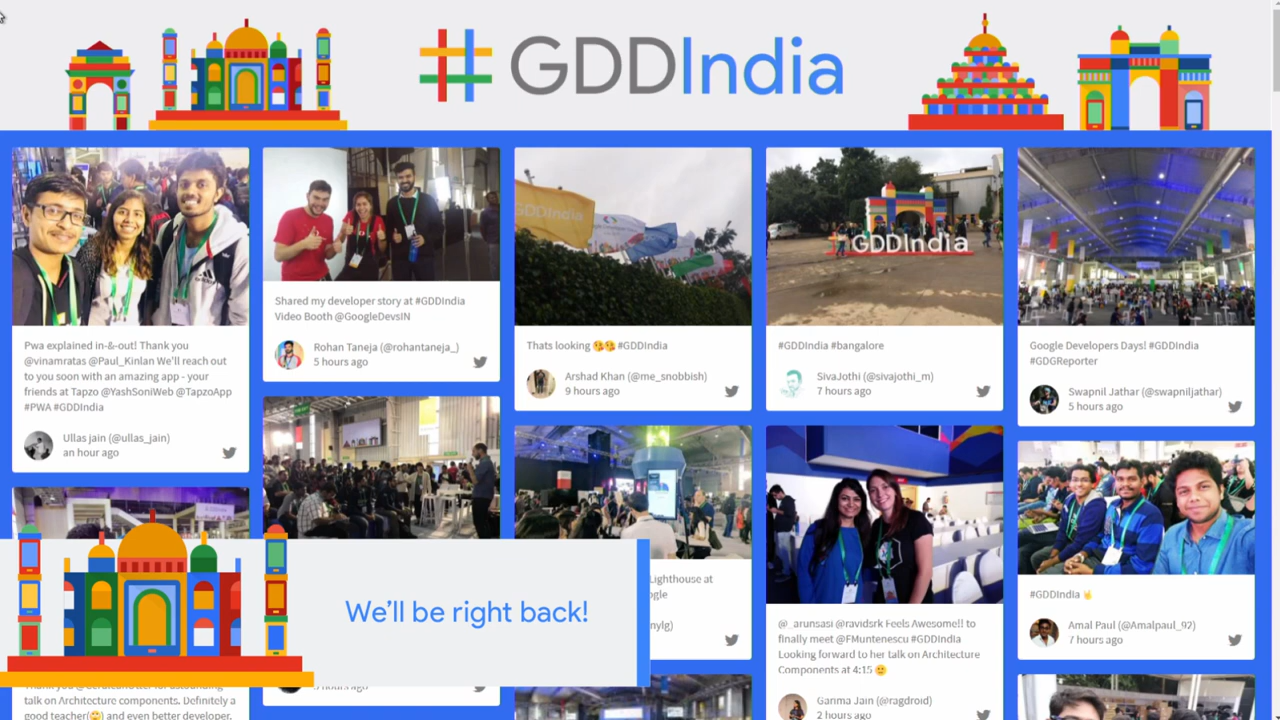 #GDDIndia
Pwa explained in-&-out! Thank you
@vinamratas @Paul_Kinlan We'll reach out
to you soon with an amazing app - your
friends at Tapzo @YashSoniWeb @TapzoApp
#PWA #GDDIndia
Ullas jain (@ullas_jain)
an hour ago
talk on Architecture components. Definitely a
good teacher(🙄) and even better developer.
Shared my developer story at #GDDIndia
Video Booth @GoogleDevsIN
Rohan Taneja (@rohantaneja_)
5 hours ago
GDDIndia
Thats looking 😘😘 #GDDIndia
Arshad Khan (@me_snobbish)
9 hours ago
Lighthouse at
#GDDIndia
#GDDIndia #bangalore
SivaJothi (@sivajothi_m)
7 hours ago
@_arunsasi @ravidsrk Feels Awesome!! to
finally meet @FMuntenescu #GDDIndia
Looking forward to her talk on Architecture
Components at 4:15 🙂
Garima Jain (@ragdroid)
2 hours ago
Google Developers Days! #GDDIndia
#GDGReporter
Swapnil Jathar (@swapniljathar)
5 hours ago
#GDDIndia 🤘
Amal Paul (@Amalpaul_92)
7 hours ago
We'll be right back!